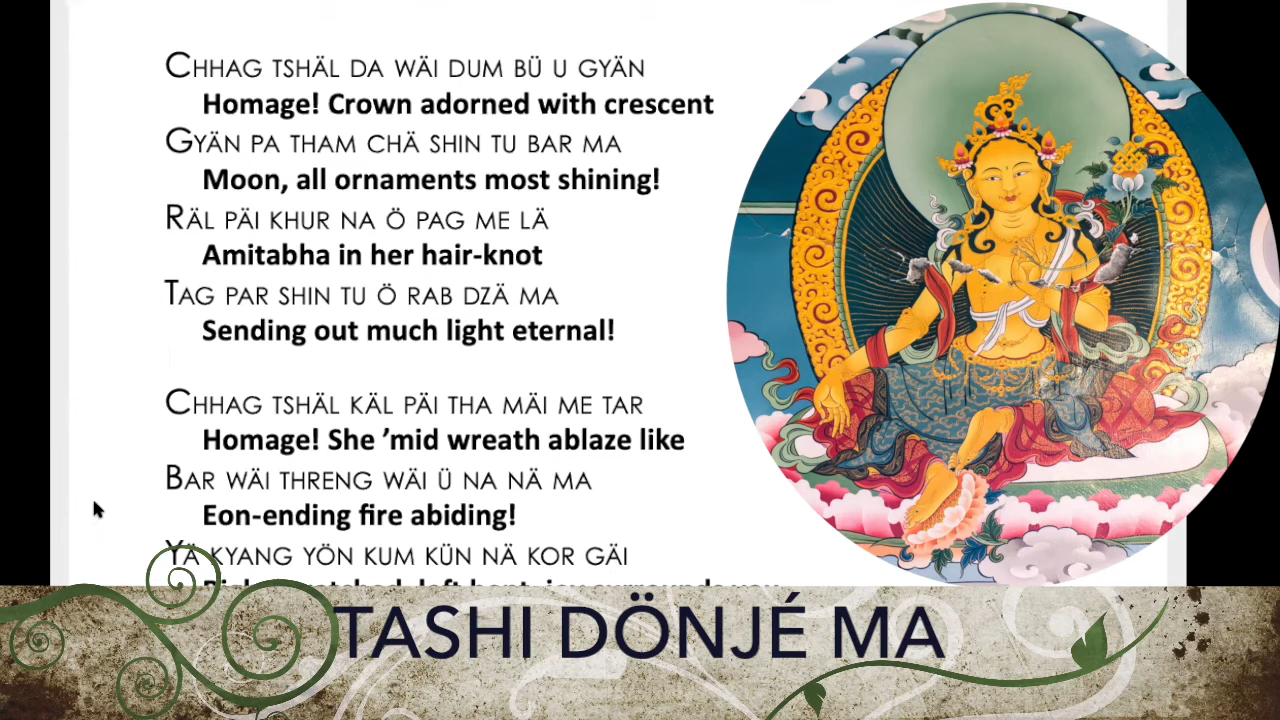 CHHAG TSHÄL DA WÄI DUM BÜ U GYÄN
Homage! Crown adorned with crescent
GYÄN PA THAM CHÄ SHIN TU BAR MA
Moon, all ornaments most shining!
RÄL PÄI KHUR NA Ö PAG ME LÄ
Amitabha in her hair-knot
TAG PAR SHIN TU Ö RAB DZÄ MA
Sending out much light eternal!
CHHAG TSHÄL KÄL PÄI THA MÄI ME TAR
Homage! She ’mid wreath ablaze like
BAR WÄI THRENG WÄI Ü NA NÄ MA
Eon-ending fire abiding!
YÄ KYANG YÖN KUM KÜN NÄ KOR GÄI
TASHI DÖNJÉ MA